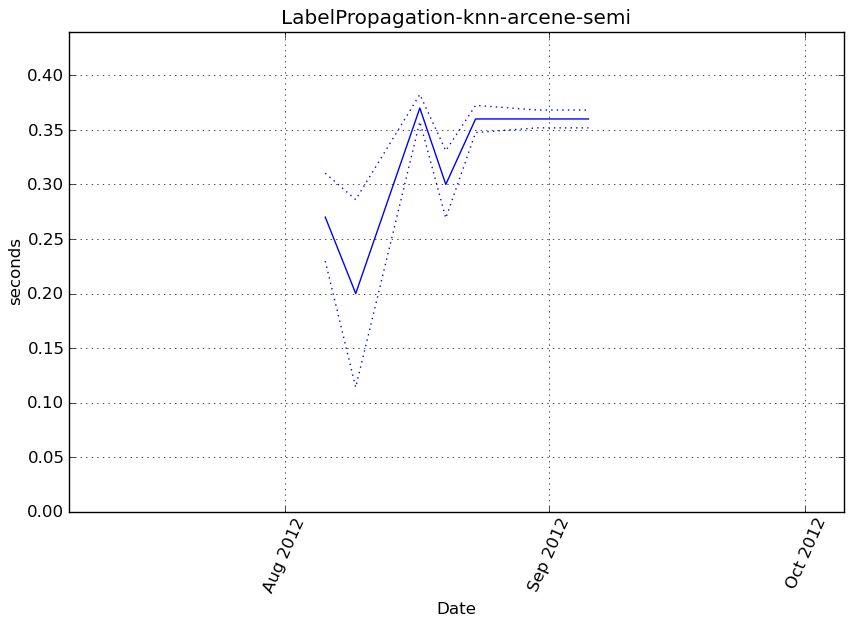 LabelPropagation-knn-arcene-semi
0.40
0.35
0.30
0.25
0.20
0.15
0.10
0.05
0.00
seconds
Aug 2012
Sep 2012
Oct 2012
Date